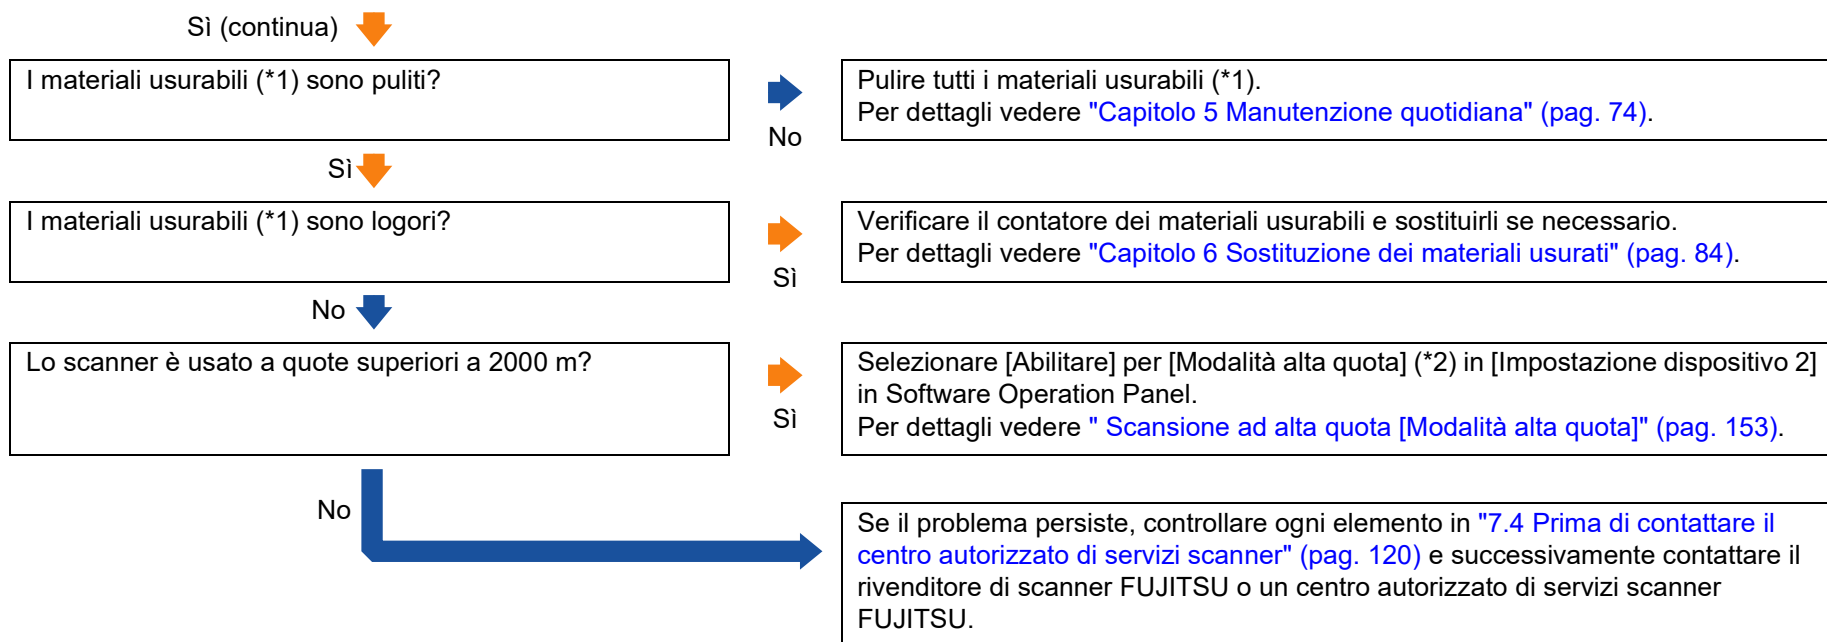 Sì (continua)
I materiali usurabili (*1) sono puliti?
No
Pulire tutti i materiali usurabili (*1).
Per dettagli vedere "Capitolo 5 Manutenzione quotidiana" (pag. 74).
Sì
I materiali usurabili (*1) sono logori?
Sì
Verificare il contatore dei materiali usurabili e sostituirli se necessario.
Per dettagli vedere "Capitolo 6 Sostituzione dei materiali usurati" (pag. 84).
No
Lo scanner è usato a quote superiori a 2000 m?
Sì
Selezionare [Abilitare] per [Modalità alta quota] (*2) in [Impostazione dispositivo 2]
in Software Operation Panel.
Per dettagli vedere " Scansione ad alta quota [Modalità alta quota]" (pag. 153).
No
Se il problema persiste, controllare ogni elemento in "7.4 Prima di contattare il
centro autorizzato di servizi scanner" (pag. 120) e successivamente contattare il
rivenditore di scanner FUJITSU o un centro autorizzato di servizi scanner
FUJITSU.